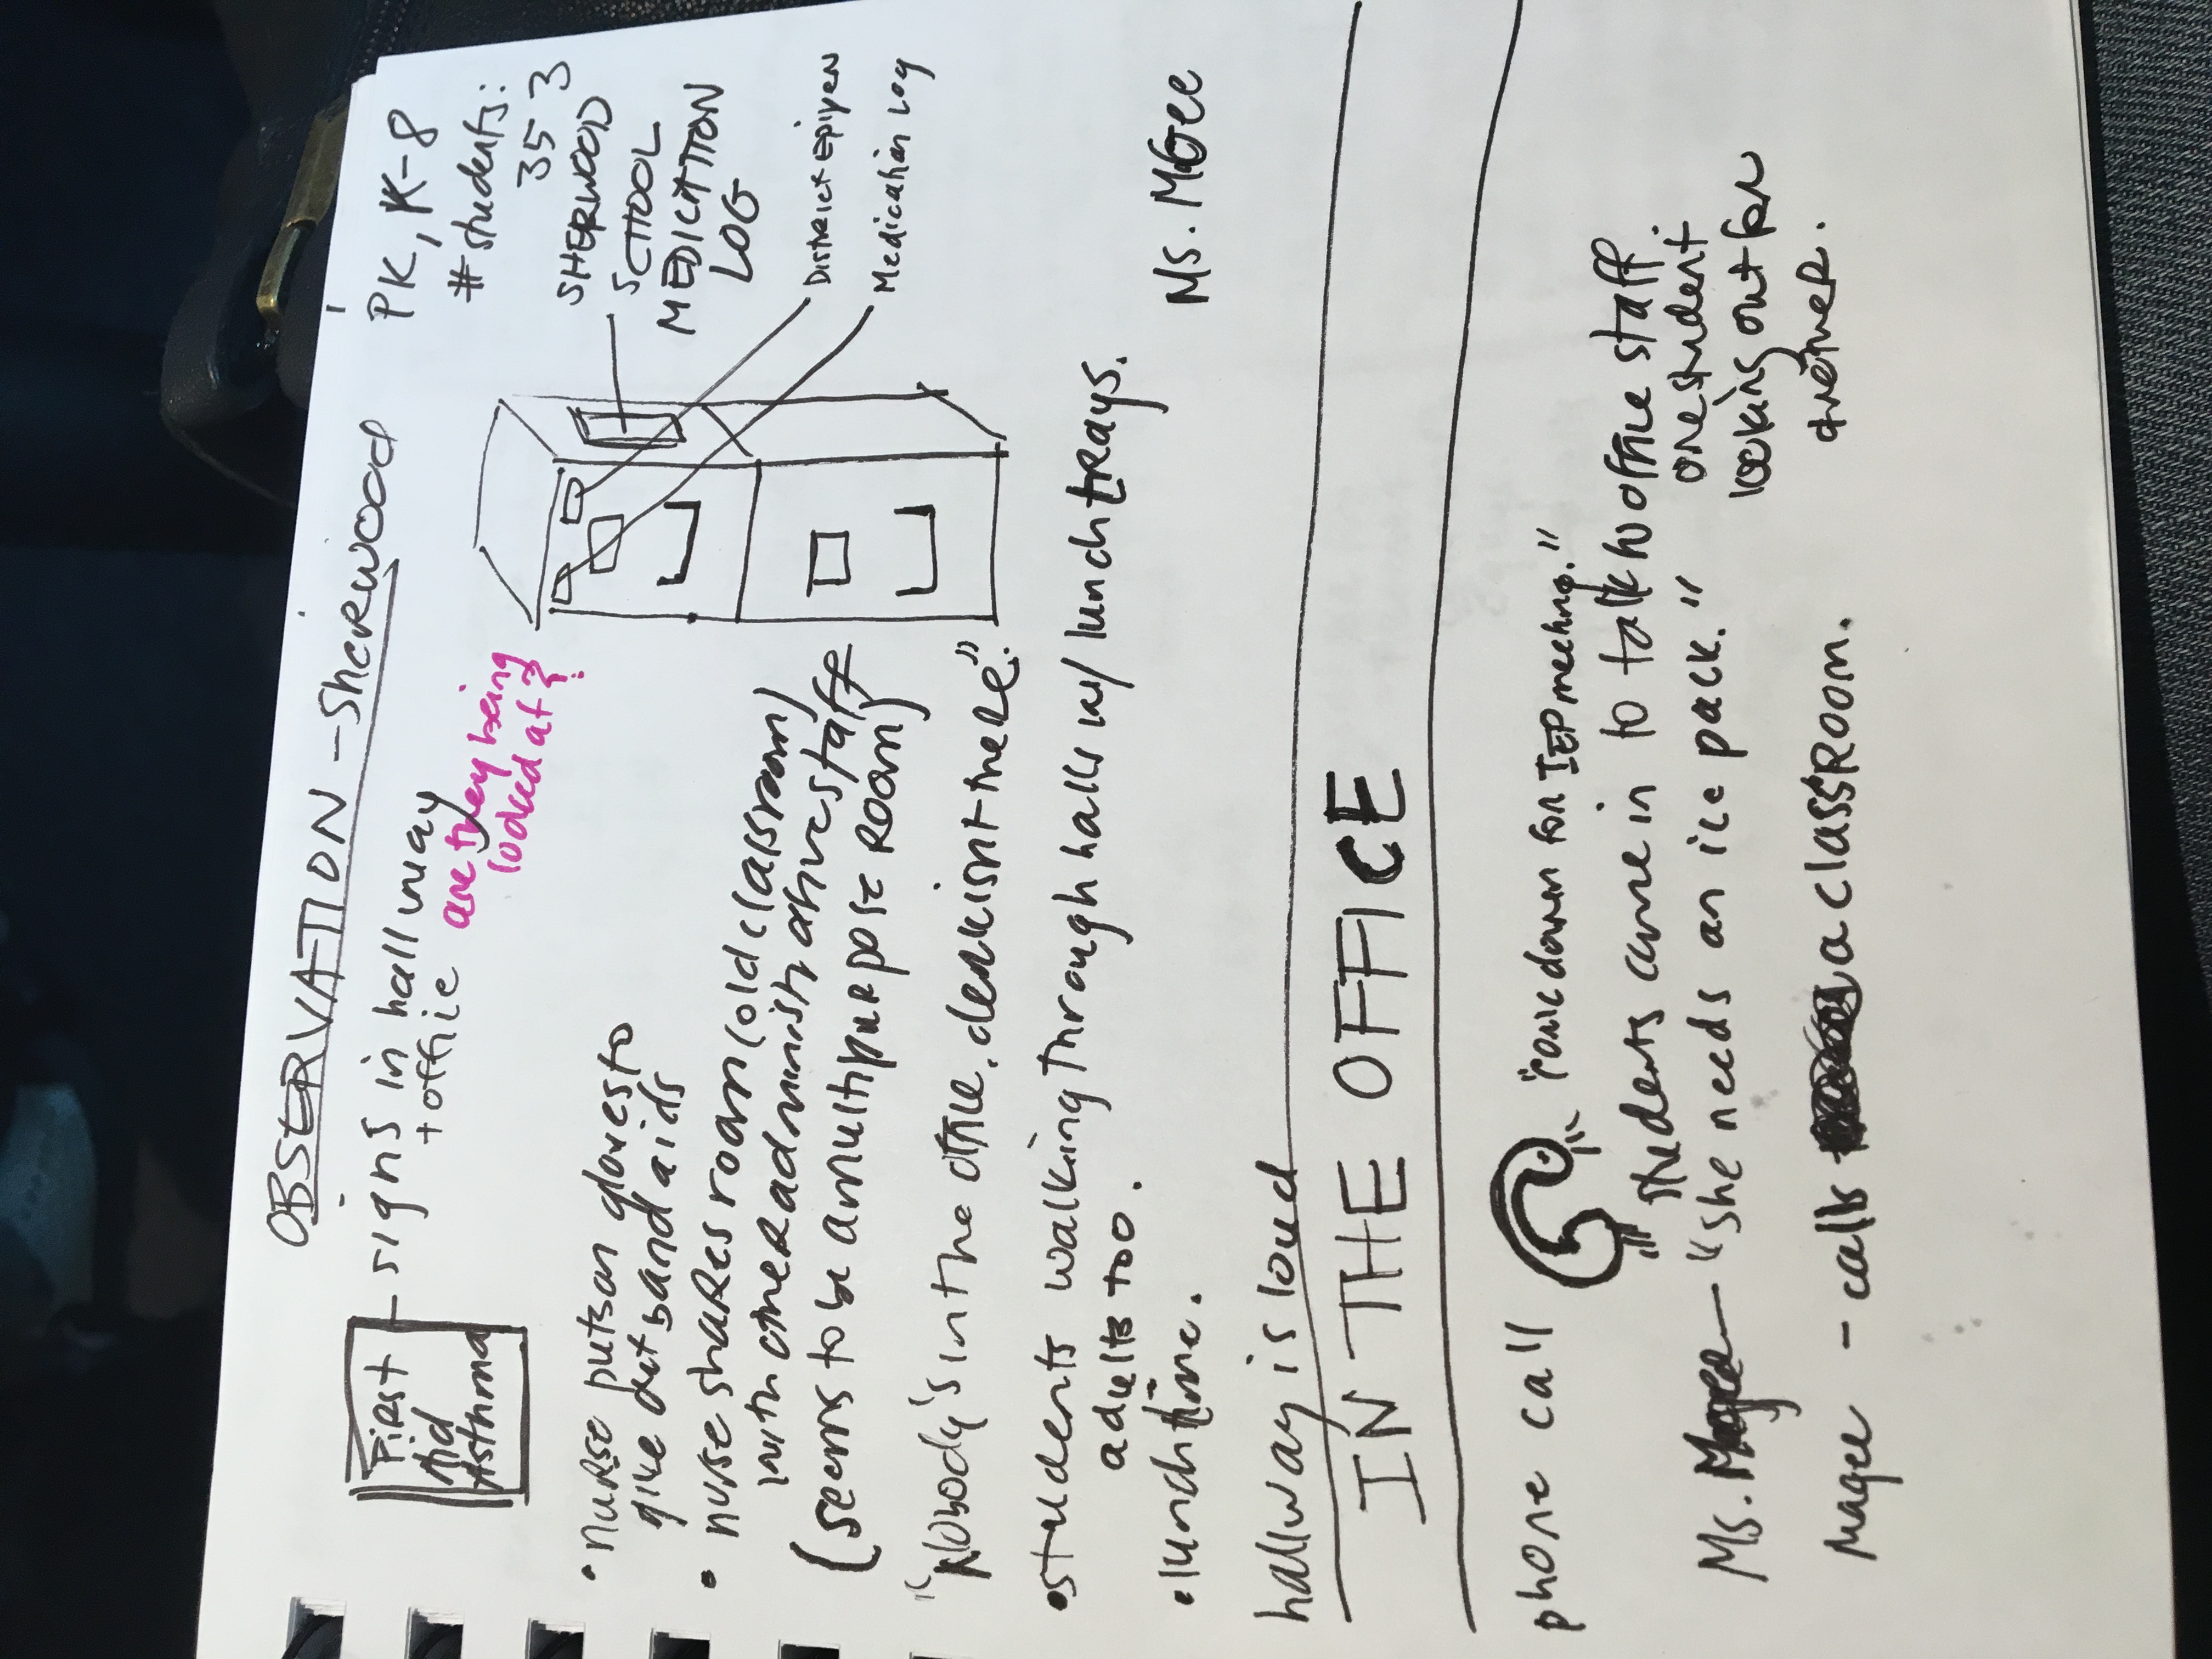 OBSERVATION - Sherwood
PK, K-8
# students:
353
First
Aid
Asthma
- signs in hallway
+ office
are they being
looked at?
SHERWOOD
SCHOOL
MEDICATION
LOG
District Epipen
Medication Log
• nurse puts on gloves to
give out band aids
• nurse shares room (old classroom)
with other administrative staff
(seems to be a multipurpose room)
"Nobody's in the office, clerk isn't there."
• students walking through halls w/ lunch trays.
adults too.
• lunch time.
Ms. McGee
hallway is loud
IN THE OFFICE
phone call
"come down for IEP meeting."
students come in to talk to office staff.
Ms. Magee — "she needs an ice pack."
one student
looking out for
another.
Magee - calls a classroom.